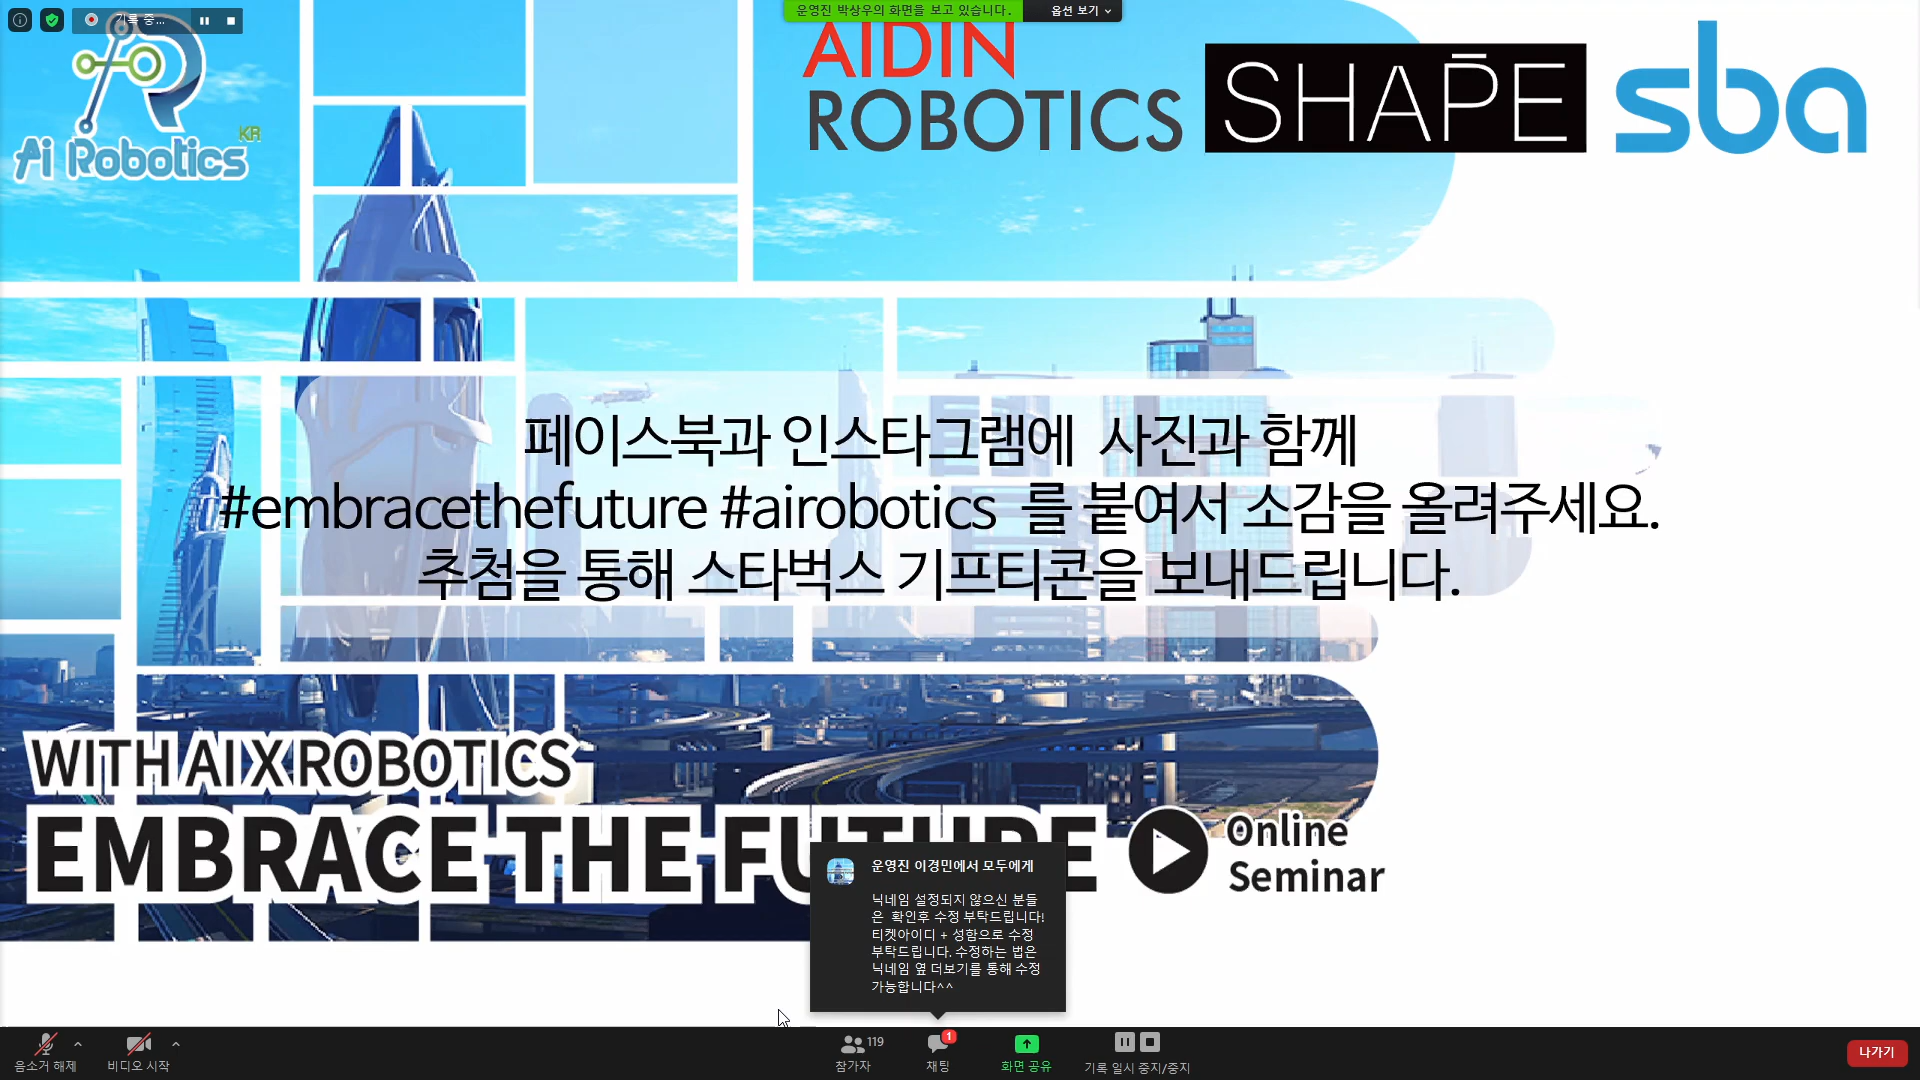 기록 중...
운영진 박상우의 화면을 보고 있습니다.
옵션 보기
Ai Robotics KR
AIDIN
ROBOTICS
SHAPE
sba
페이스북과 인스타그램에 사진과 함께
#embracethefuture #airobotics 를 붙여서 소감을 올려주세요.
추첨을 통해 스타벅스 기프티콘을 보내드립니다.
WITH AI X ROBOTICS
EMBRACE THE FUTURE
Online
Seminar
운영진 이경민에서 모두에게
닉네임 설정되지 않으신 분들
은 확인후 수정 부탁드립니다!
티켓아이디 + 성함으로 수정
부탁드립니다. 수정하는 법은
닉네임 옆 더보기를 통해 수정
가능합니다^^
음소거 해제
비디오 시작
119
참가자
1
채팅
화면 공유
기록 일시 중지/중지
나가기